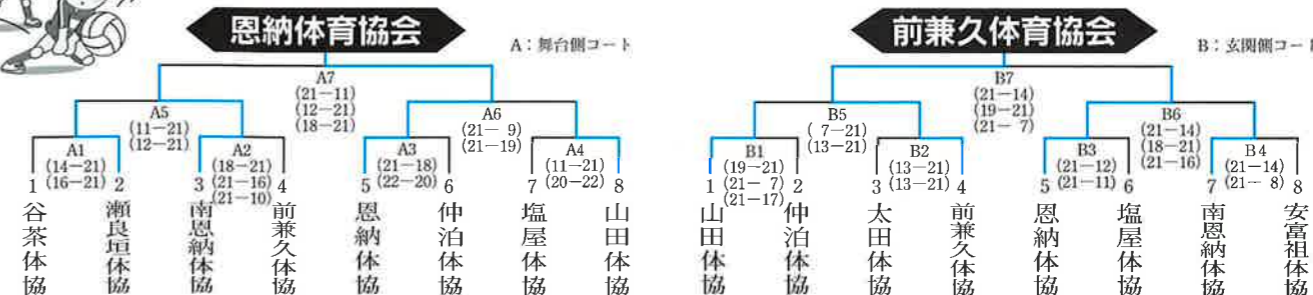 恩納体育協会
A：舞台側コート
A7
(21－11)
(12－21)
(18－21)
A5
(11－21)
(12－21)
A6
(21－ 9)
(21－19)
A1
(14－21)
(16－21)
A2
(18－21)
(21－16)
(21－10)
A3
(21－18)
(22－20)
A4
(11－21)
(20－22)
1 谷茶体協
2 瀬良垣体協
3 南恩納体協
4 前兼久体協
5 恩納体協
6 仲泊体協
7 塩屋体協
8 山田体協
前兼久体育協会
B：玄関側コート
B7
(21－14)
(19－21)
(21－ 7)
B5
( 7－21)
(13－21)
B6
(21－14)
(18－21)
(21－16)
B1
(19－21)
(21－ 7)
(21－17)
B2
(13－21)
(13－21)
B3
(21－12)
(21－11)
B4
(21－14)
(21－ 8)
1 山田体協
2 仲泊体協
3 太田体協
4 前兼久体協
5 恩納体協
6 塩屋体協
7 南恩納体協
8 安富祖体協